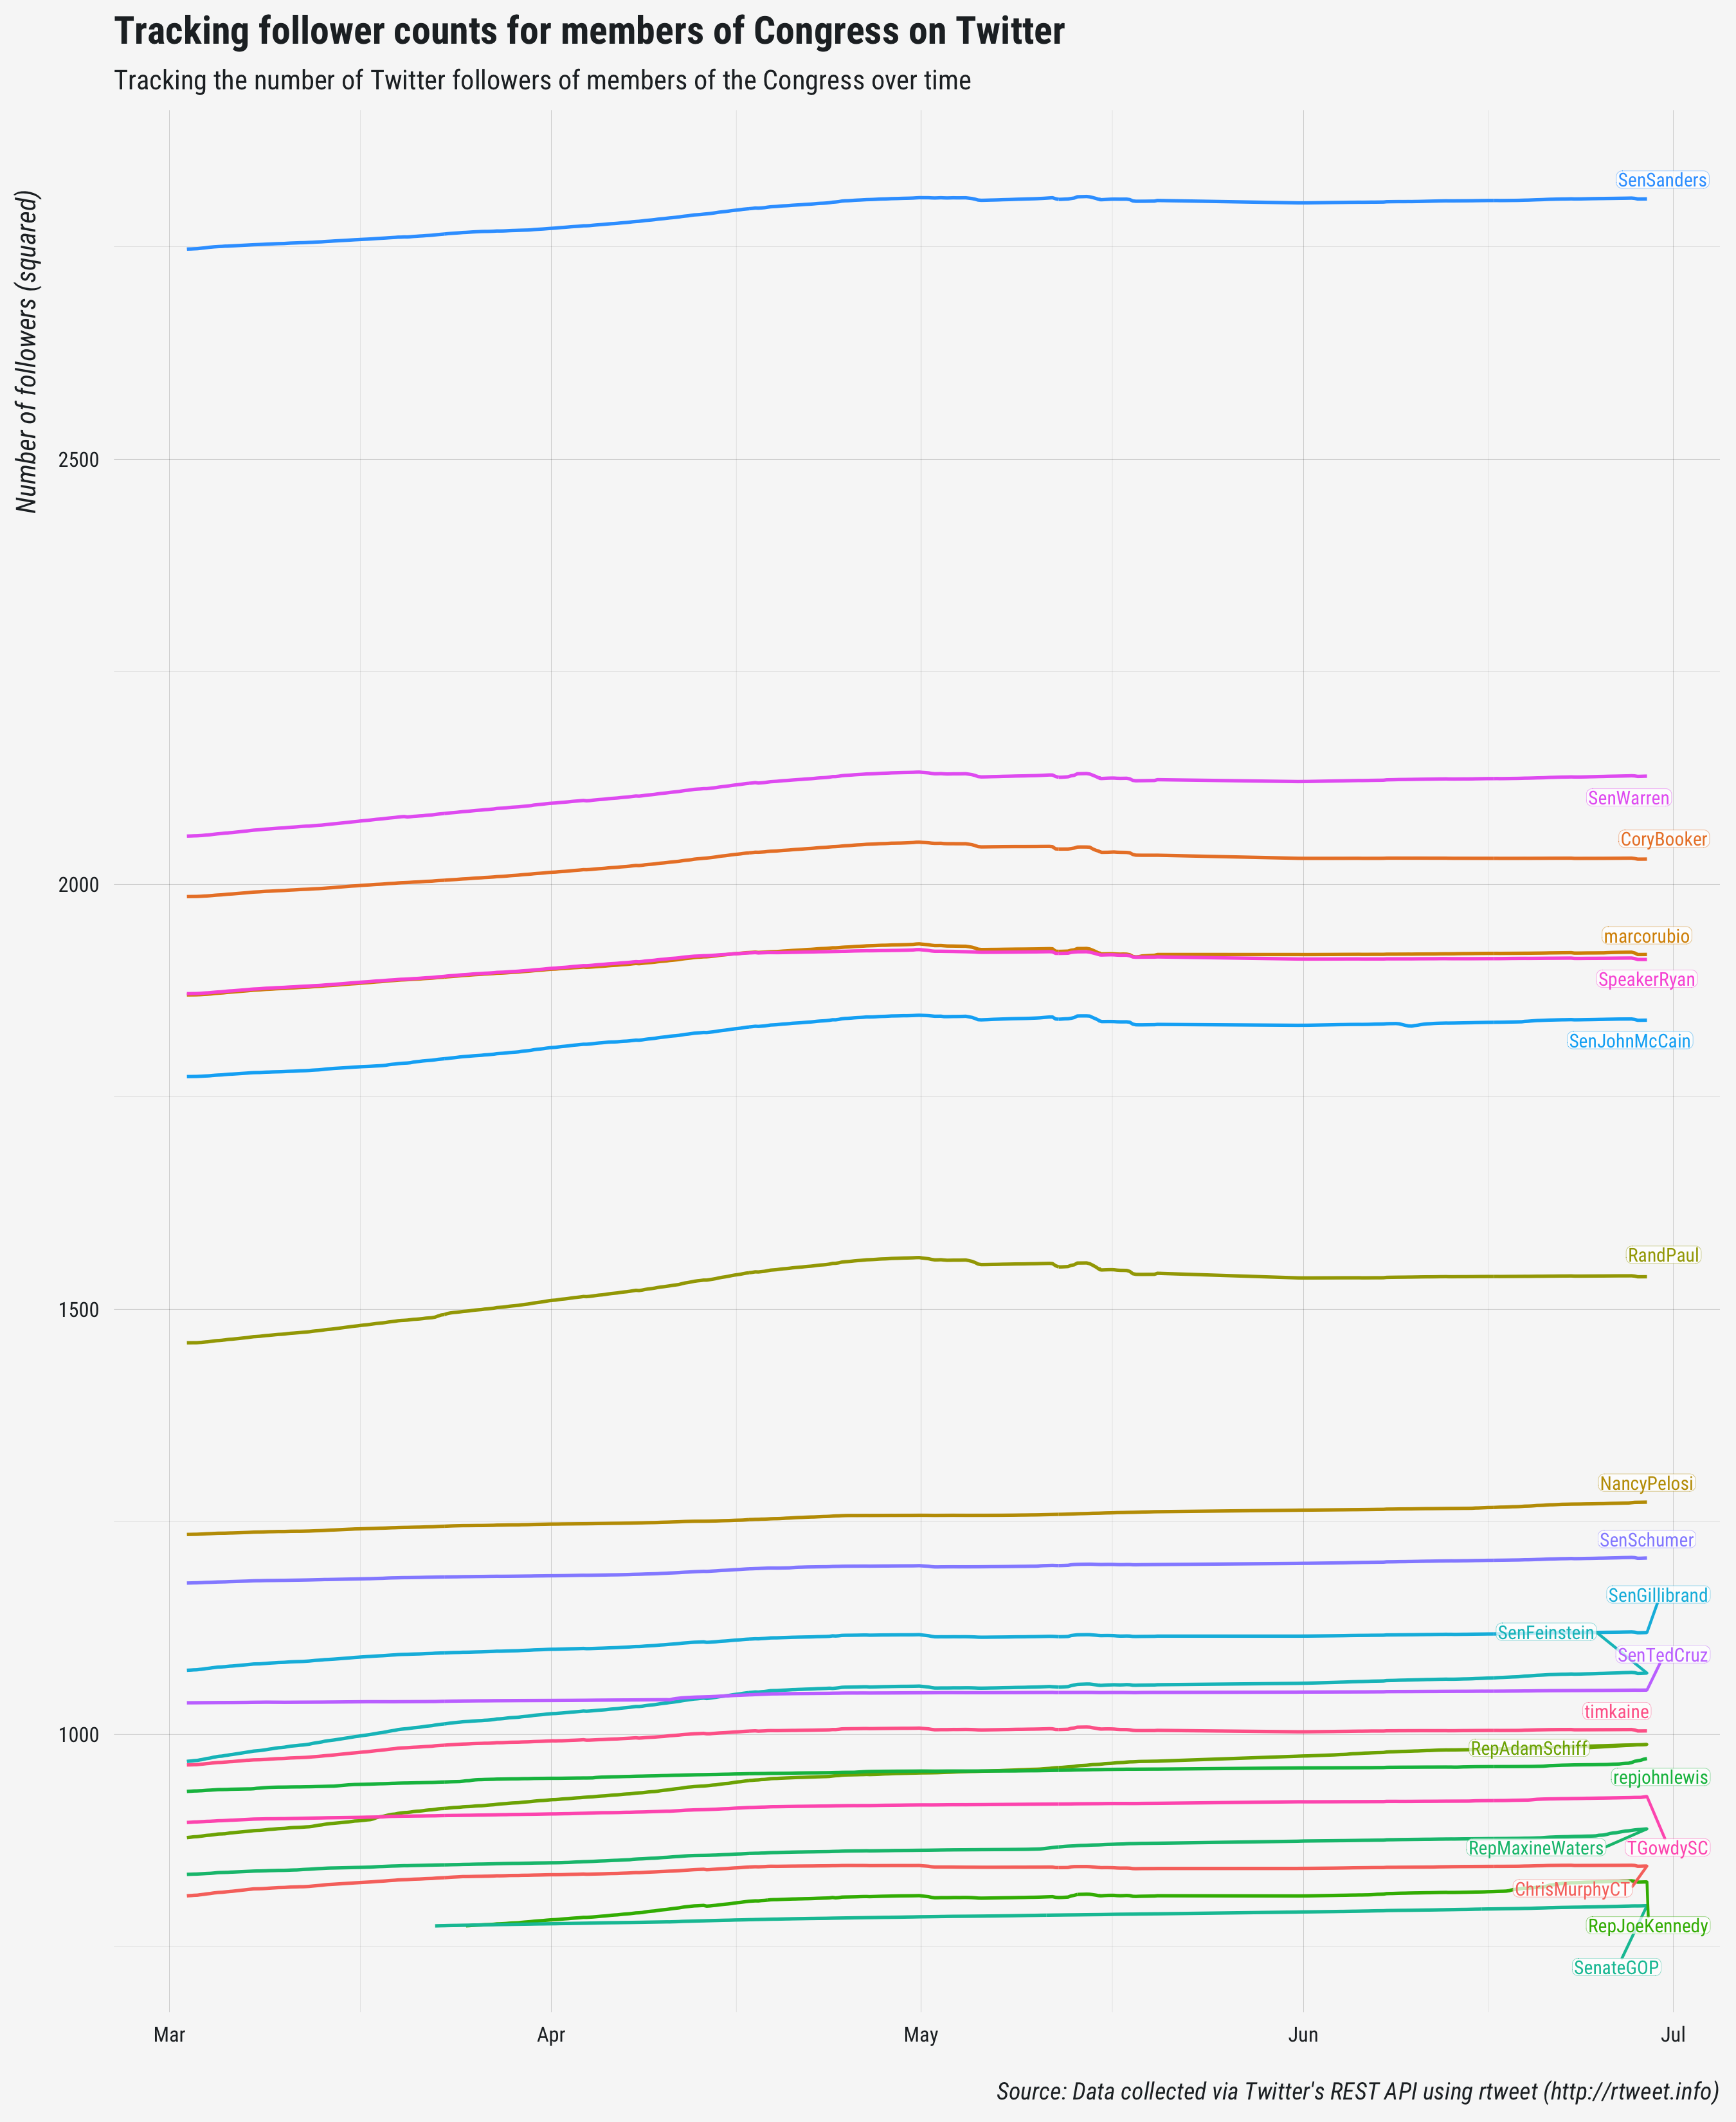 Tracking follower counts for members of Congress on Twitter
Tracking the number of Twitter followers of members of the Congress over time
Number of followers (squared)
2500
2000
1500
1000
SenSanders
SenWarren
CoryBooker
marcorubio
SpeakerRyan
SenJohnMcCain
RandPaul
NancyPelosi
SenSchumer
SenGillibrand
SenFeinstein
SenTedCruz
timkaine
RepAdamSchiff
repjohnlewis
RepMaxineWaters
TGowdySC
ChrisMurphyCT
RepJoeKennedy
SenateGOP
Mar
Apr
May
Jun
Jul
Source: Data collected via Twitter's REST API using rtweet (http://rtweet.info)